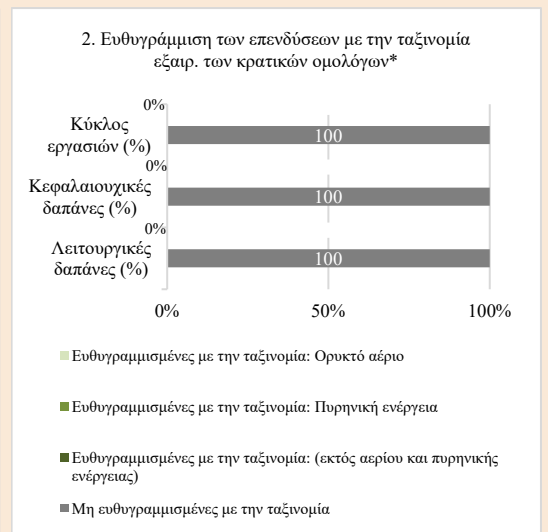 2. Ευθυγράμμιση των επενδύσεων με την ταξινομία
εξαιρ. των κρατικών ομολόγων*
0%
Κύκλος
εργασιών (%)
100
0%
Κεφαλαιουχικές
δαπάνες (%)
100
0%
Λειτουργικές
δαπάνες (%)
100
0%
50%
100%
Ευθυγραμμισμένες με την ταξινομία: Ορυκτό αέριο
Ευθυγραμμισμένες με την ταξινομία: Πυρηνική ενέργεια
Ευθυγραμμισμένες με την ταξινομία: (εκτός αερίου και πυρηνικής
ενέργειας)
Μη ευθυγραμμισμένες με την ταξινομία